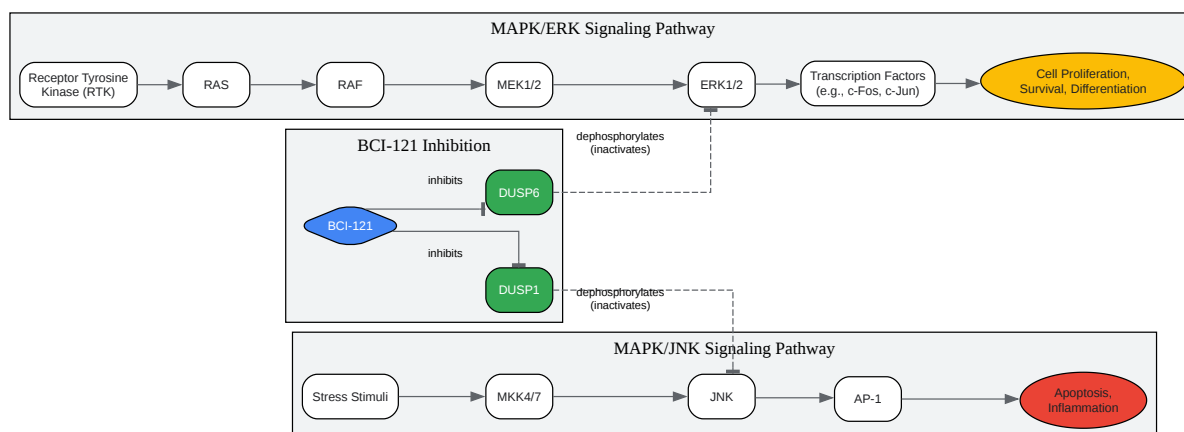 MAPK/ERK Signaling Pathway
Receptor Tyrosine
Kinase (RTK)
RAS
RAF
MEK1/2
ERK1/2
Transcription Factors
(e.g., c-Fos, c-Jun)
Cell Proliferation,
Survival, Differentiation
BCI-121 Inhibition
dephosphorylates
(inactivates)
inhibits
DUSP6
BCI-121
inhibits
DUSP1
dephosphorylates
(inactivates)
MAPK/JNK Signaling Pathway
Stress Stimuli
MKK4/7
JNK
AP-1
Apoptosis,
Inflammation